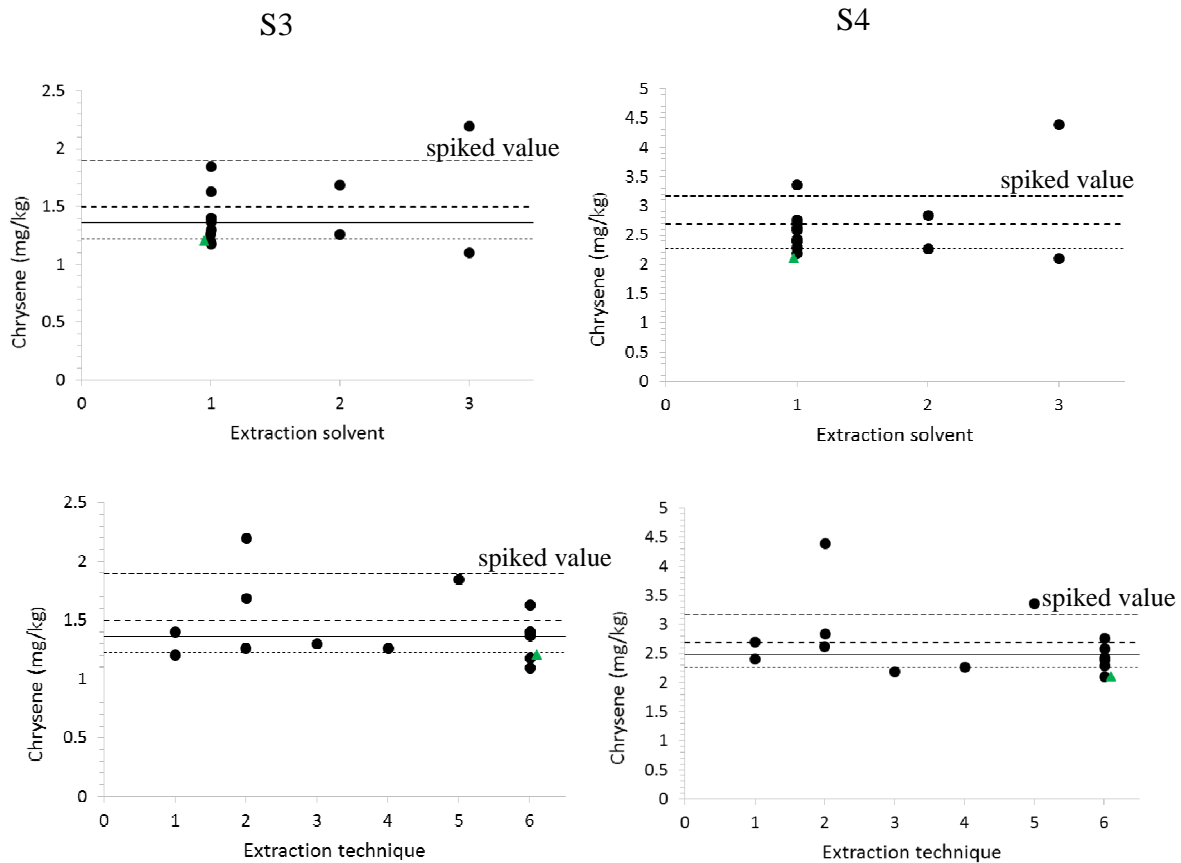 S3
S4
2.5
2
1.5
1
0.5
0
Chrysene (mg/kg)
spiked value
0 1 2 3
Extraction solvent
5
4.5
4
3.5
3
2.5
2
1.5
1
0.5
0
Chrysene (mg/kg)
spiked value
0 1 2 3
Extraction solvent
2.5
2
1.5
1
0.5
0
Chrysene (mg/kg)
spiked value
0 1 2 3 4 5 6
Extraction technique
5
4.5
4
3.5
3
2.5
2
1.5
1
0.5
0
Chrysene (mg/kg)
spiked value
0 1 2 3 4 5 6
Extraction technique